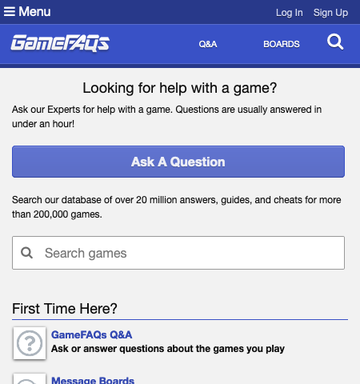 Menu
Log In Sign Up
GameFAQs
Q&A
BOARDS
Looking for help with a game?
Ask our Experts for help with a game. Questions are usually answered in
under an hour!
Ask A Question
Search our database of over 20 million answers, guides, and cheats for more
than 200,000 games.
Search games
First Time Here?
GameFAQs Q&A
Ask or answer questions about the games you play
Message Boards